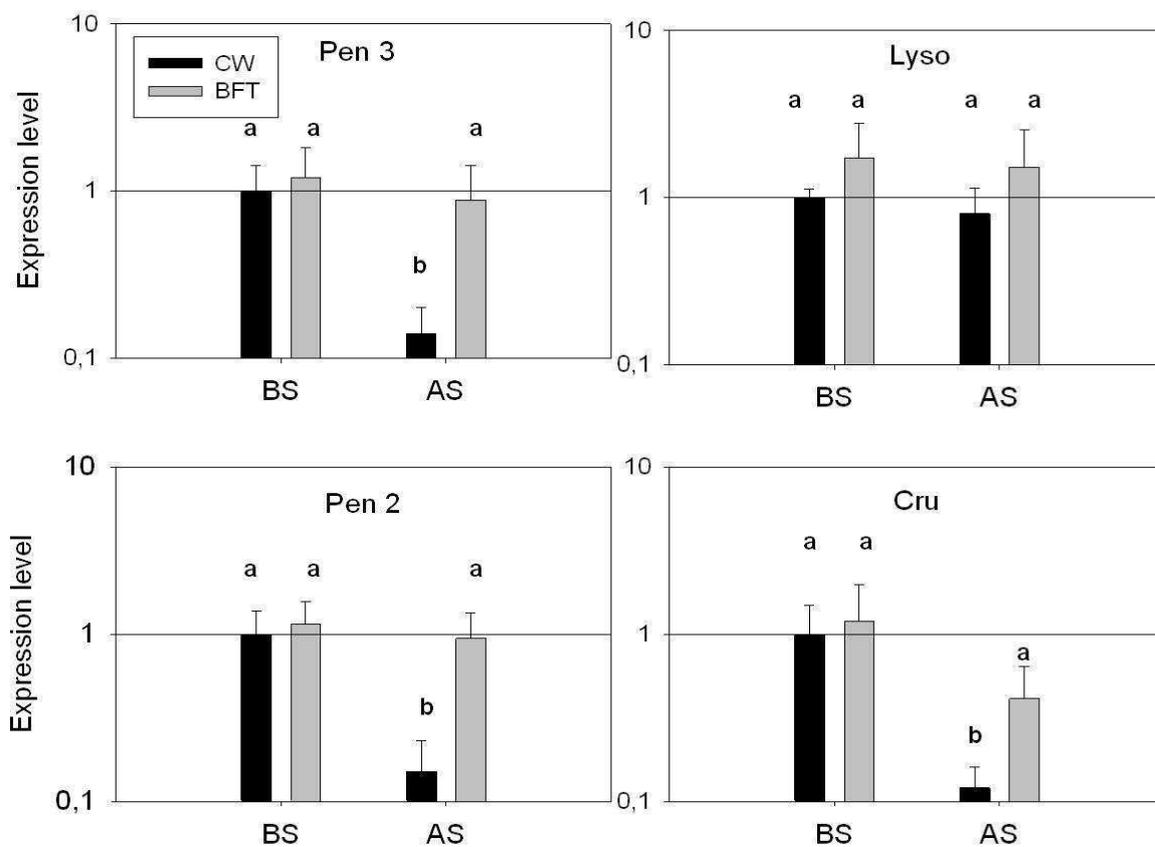 10
Pen 3
CW
BFT
a a a
1
b
0,1
BS AS
Expression level
10
Lyso
a a a a
1
0,1
BS AS
10
Pen 2
a a a
1
b
0,1
BS AS
Expression level
10
Cru
a a
1
a
b
0,1
BS AS